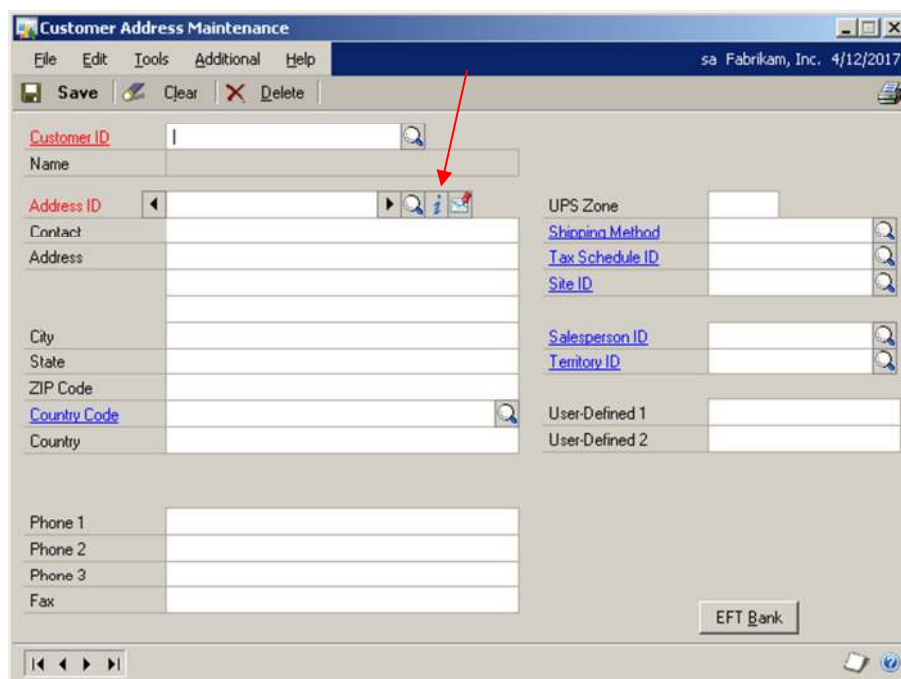 Customer Address Maintenance
File Edit Tools Additional Help sa Fabrikam, Inc. 4/12/2017
Save Clear Delete
Customer ID
Name
Address ID UPS Zone
Contact Shipping Method
Address Tax Schedule ID
Site ID
City Salesperson ID
State Territory ID
ZIP Code
Country Code User-Defined 1
Country User-Defined 2
Phone 1
Phone 2
Phone 3
Fax
EFT Bank